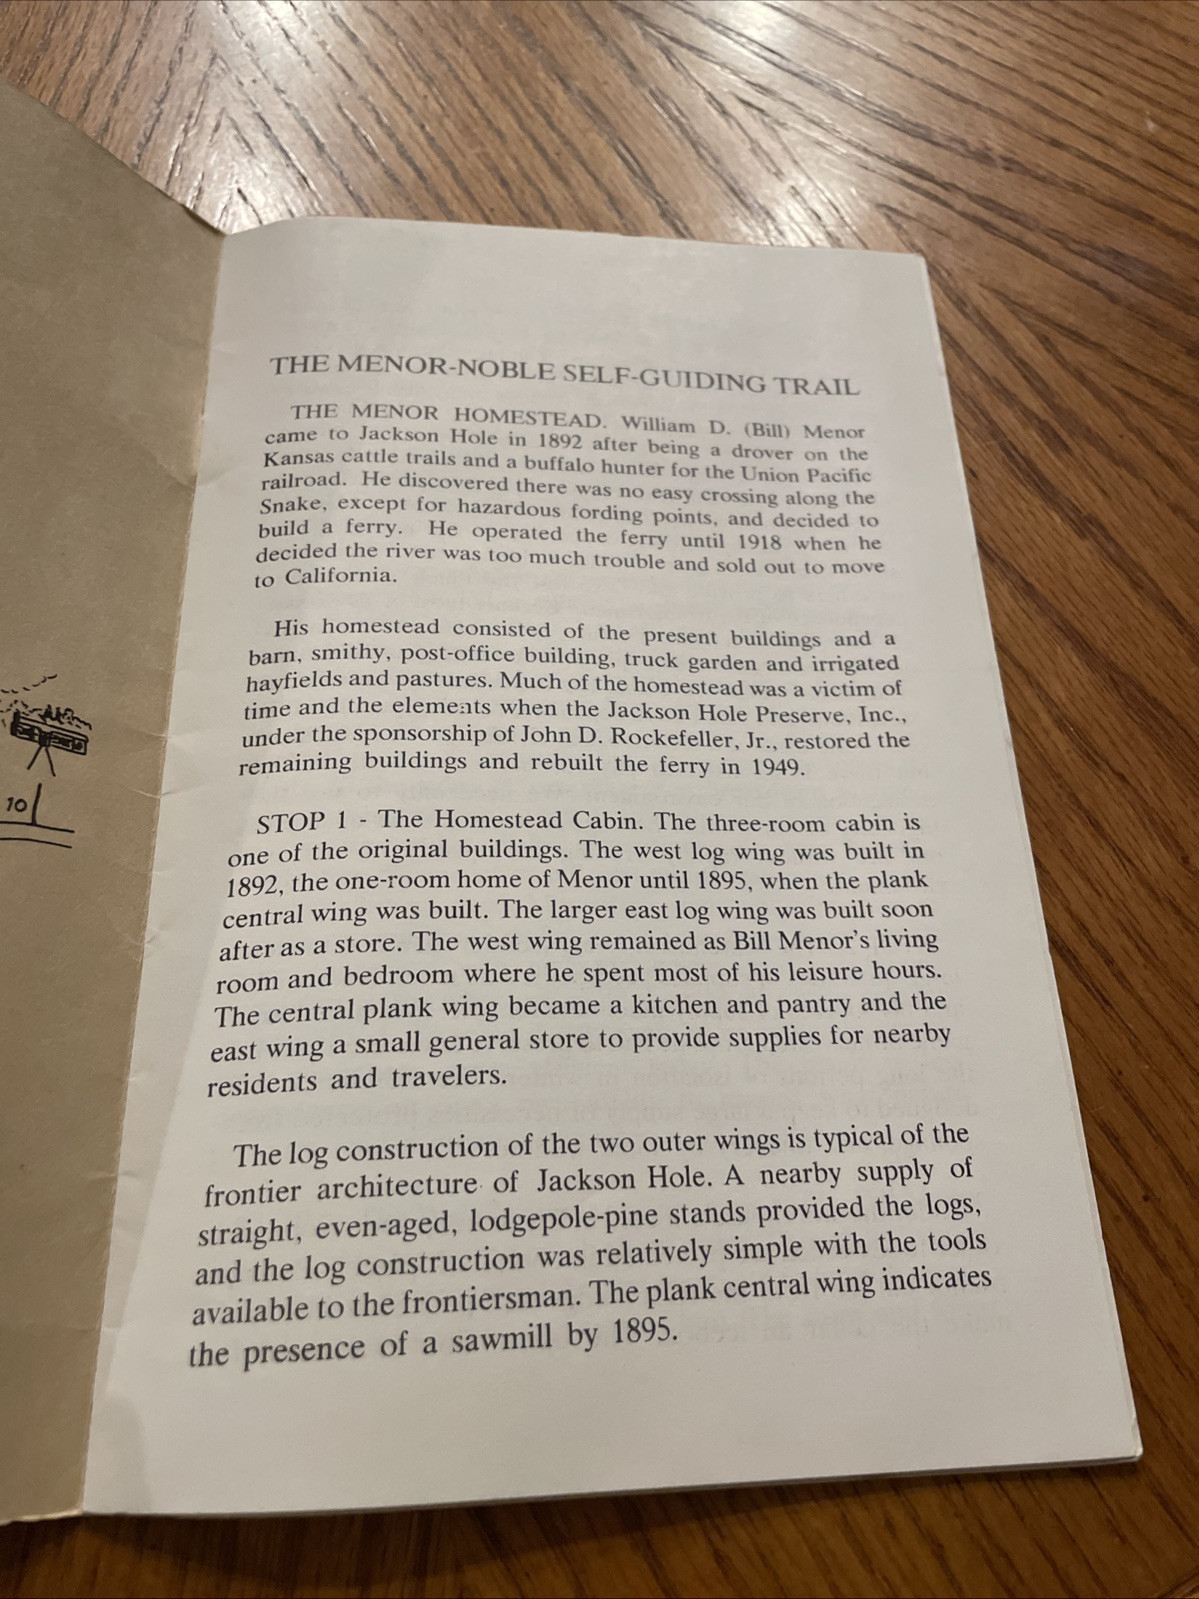 THE MENOR-NOBLE SELF-GUIDING TRAIL
THE MENOR HOMESTEAD. William D. (Bill) Menor
came to Jackson Hole in 1892 after being a drover on the
Kansas cattle trails and a buffalo hunter for the Union Pacific
railroad. He discovered there was no easy crossing along the
Snake, except for hazardous fording points, and decided to
build a ferry. He operated the ferry until 1918 when he
decided the river was too much trouble and sold out to move
to California.
His homestead consisted of the present buildings and a
barn, smithy, post-office building, truck garden and irrigated
hayfields and pastures. Much of the homestead was a victim of
time and the elements when the Jackson Hole Preserve, Inc.,
under the sponsorship of John D. Rockefeller, Jr., restored the
remaining buildings and rebuilt the ferry in 1949.
STOP 1 - The Homestead Cabin. The three-room cabin is
one of the original buildings. The west log wing was built in
1892, the one-room home of Menor until 1895, when the plank
central wing was built. The larger east log wing was built soon
after as a store. The west wing remained as Bill Menor's living
room and bedroom where he spent most of his leisure hours.
The central plank wing became a kitchen and pantry and the
east wing a small general store to provide supplies for nearby
residents and travelers.
The log construction of the two outer wings is typical of the
frontier architecture of Jackson Hole. A nearby supply of
straight, even-aged, lodgepole-pine stands provided the logs,
and the log construction was relatively simple with the tools
available to the frontiersman. The plank central wing indicates
the presence of a sawmill by 1895.
10